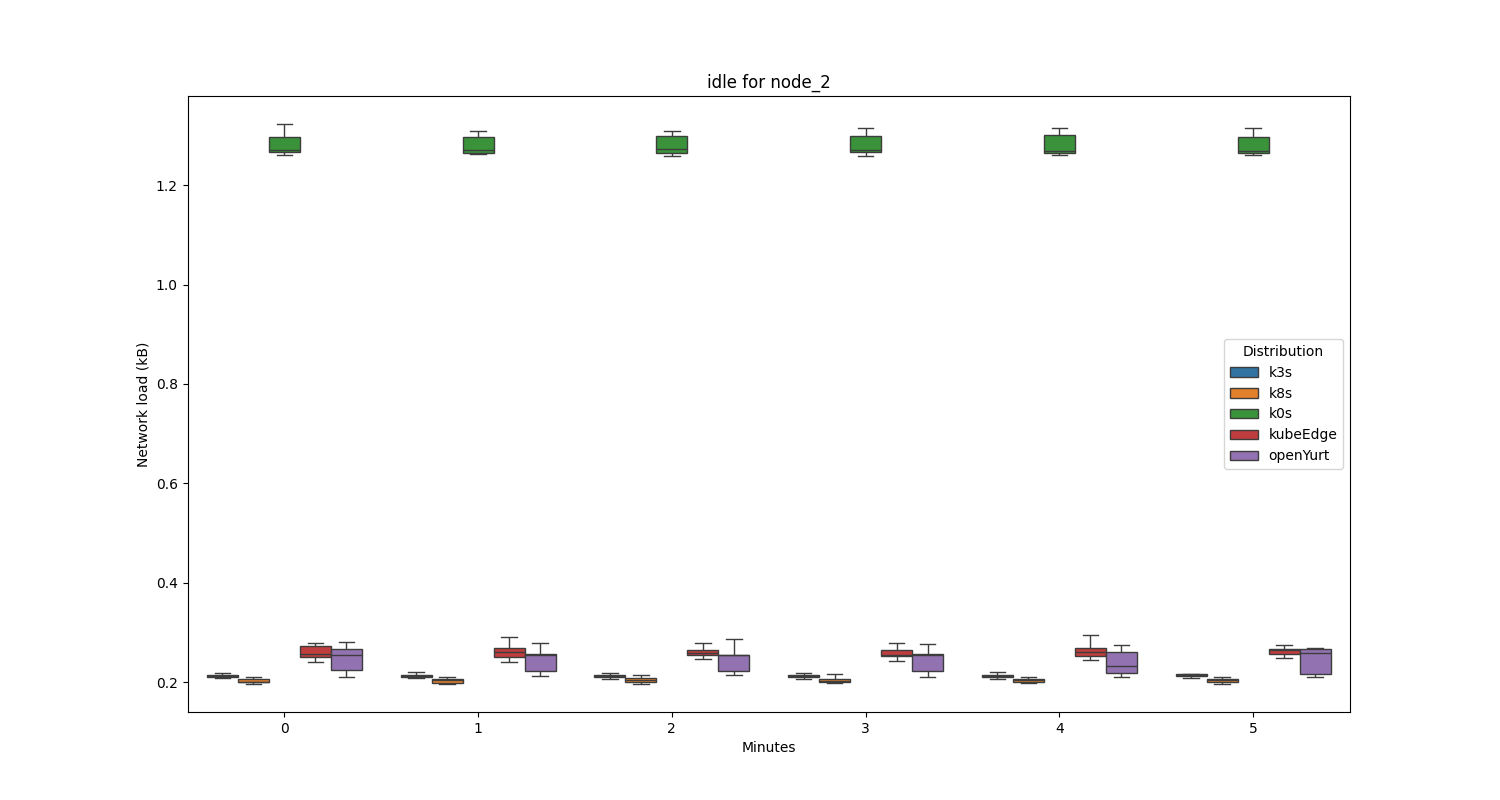 idle for node_2
Network load (kB)
1.2
1.0
0.8
0.6
0.4
0.2
Distribution
k3s
k8s
k0s
kubeEdge
openYurt
0 1 2 3 4 5
Minutes